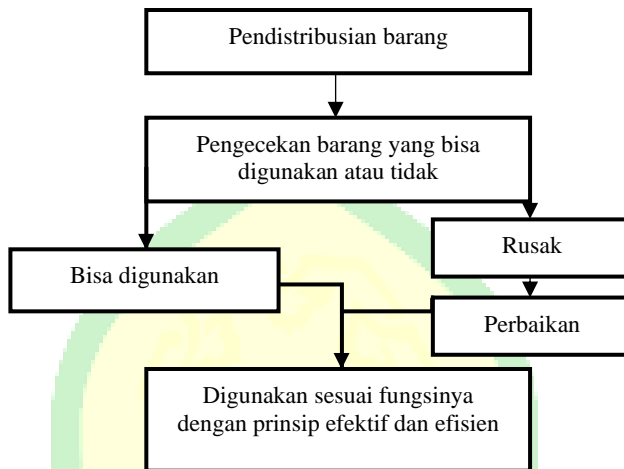 Pendistribusian barang
Pengecekan barang yang bisa
digunakan atau tidak
Rusak
Bisa digunakan
Perbaikan
Digunakan sesuai fungsinya
dengan prinsip efektif dan efisien